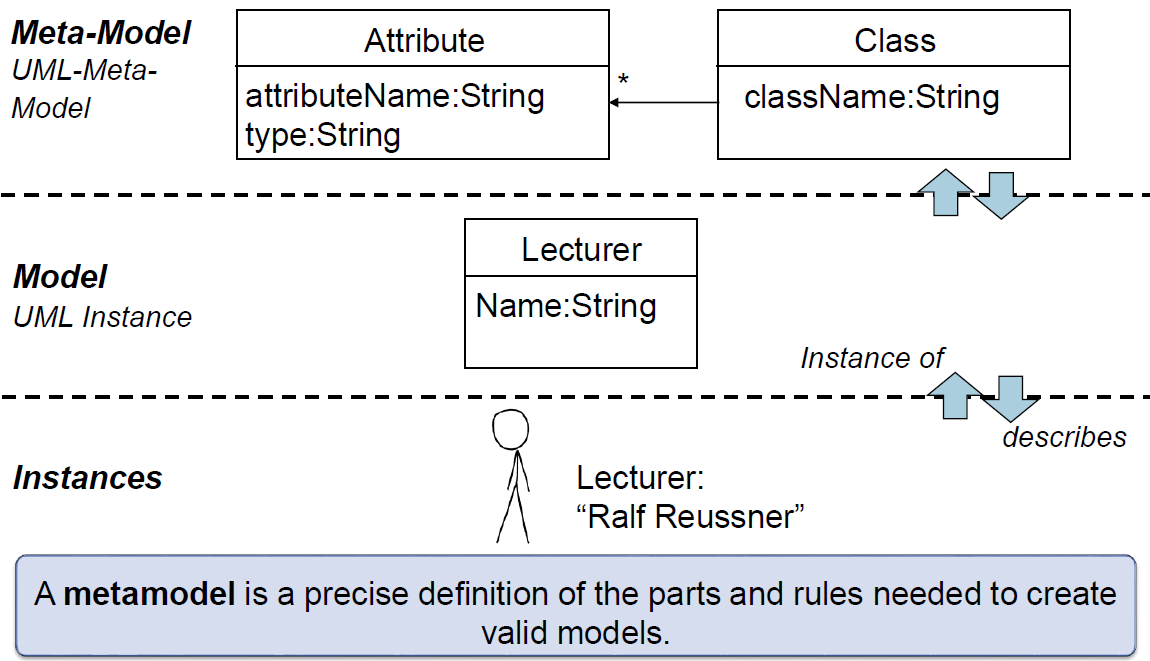 Meta-Model
UML-Meta-
Model
Attribute
attributeName:String
type:String
*
Class
className:String
Model
UML Instance
Lecturer
Name:String
Instance of
describes
Instances
Lecturer:
“Ralf Reussner”
A metamodel is a precise definition of the parts and rules needed to create
valid models.